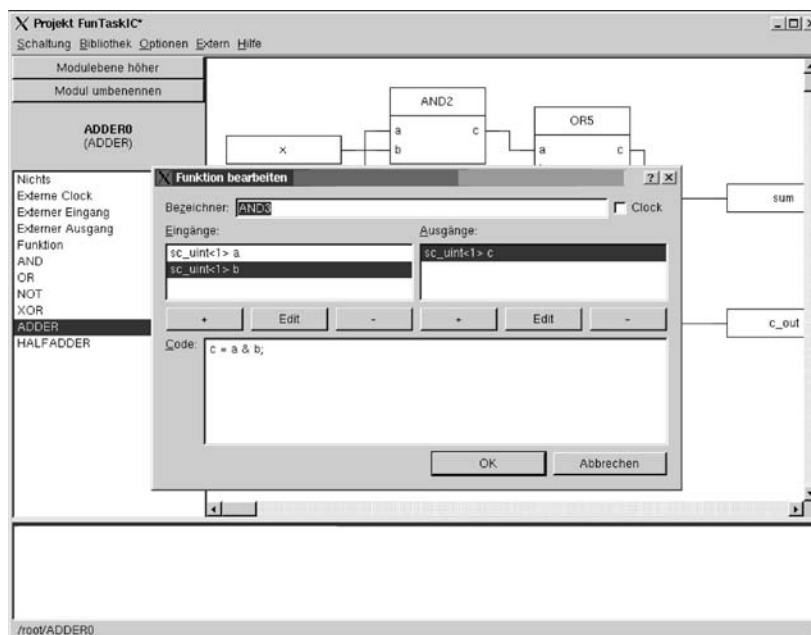 Projekt FunTaskIC*
Schaltung Bibliothek Optionen Extern Hilfe
Modulebene höher
Modul umbenennen
ADDER0
(ADDER)
Nichts
Externe Clock
Externer Eingang
Externer Ausgang
Funktion
AND
OR
NOT
XOR
ADDER
HALFADDER
AND2
a c
b
OR5
a c
x
sum
c_out
Funktion bearbeiten
? X
Bezeichner: AND3
Clock
Eingänge:
sc_uint<1> a
sc_uint<1> b
Ausgänge:
sc_uint<1> c
+ Edit - + Edit -
Code:
c = a & b;
OK Abbrechen
/root/ADDER0